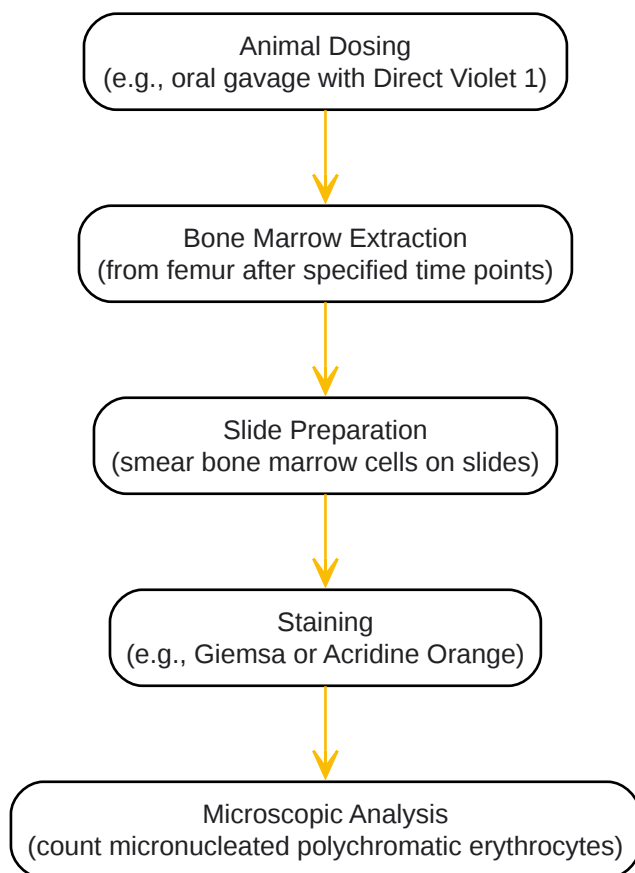 Animal Dosing
(e.g., oral gavage with Direct Violet 1)
Bone Marrow Extraction
(from femur after specified time points)
Slide Preparation
(smear bone marrow cells on slides)
Staining
(e.g., Giemsa or Acridine Orange)
Microscopic Analysis
(count micronucleated polychromatic erythrocytes)